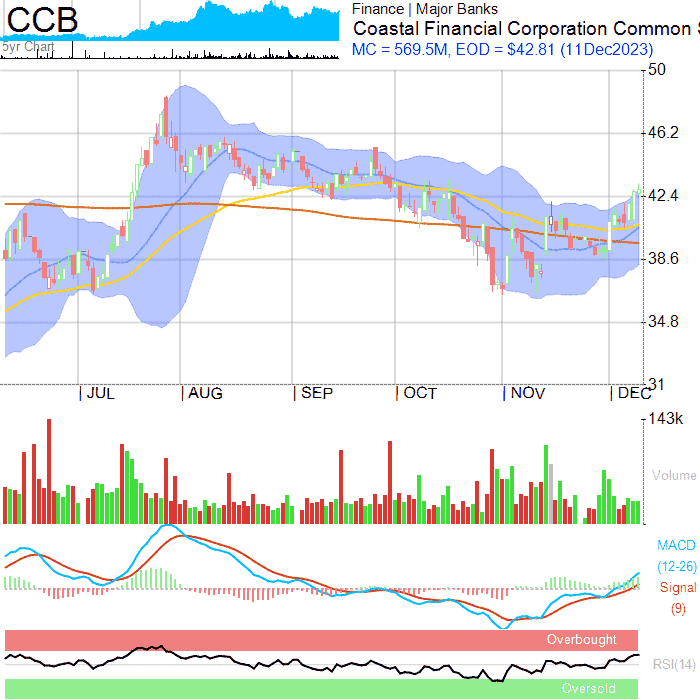 CCB
5yr Chart
Finance | Major Banks
Coastal Financial Corporation Common S
MC = 569.5M, EOD = $42.81 (11Dec2023)
50
46.2
42.4
38.6
34.8
31
| JUL | AUG | SEP | OCT | NOV | DEC
143k
Volume
MACD
(12-26)
Signal
(9)
Overbought
RSI(14)
Oversold